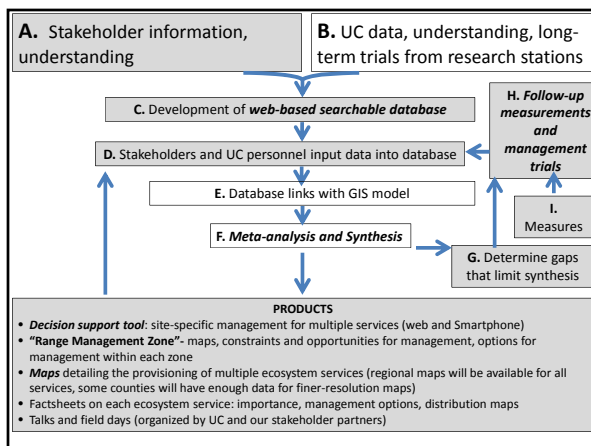 A. Stakeholder information,
understanding
B. UC data, understanding, long-
term trials from research stations
C. Development of web-based searchable database
H. Follow-up
measurements
and
management
trials
D. Stakeholders and UC personnel input data into database
E. Database links with GIS model
I.
Measures
F. Meta-analysis and Synthesis
G. Determine gaps
that limit synthesis
PRODUCTS
• Decision support tool: site-specific management for multiple services (web and Smartphone)
• “Range Management Zone”- maps, constraints and opportunities for management, options for
management within each zone
• Maps detailing the provisioning of multiple ecosystem services (regional maps will be available for all
services, some counties will have enough data for finer-resolution maps)
• Factsheets on each ecosystem service: importance, management options, distribution maps
• Talks and field days (organized by UC and our stakeholder partners)